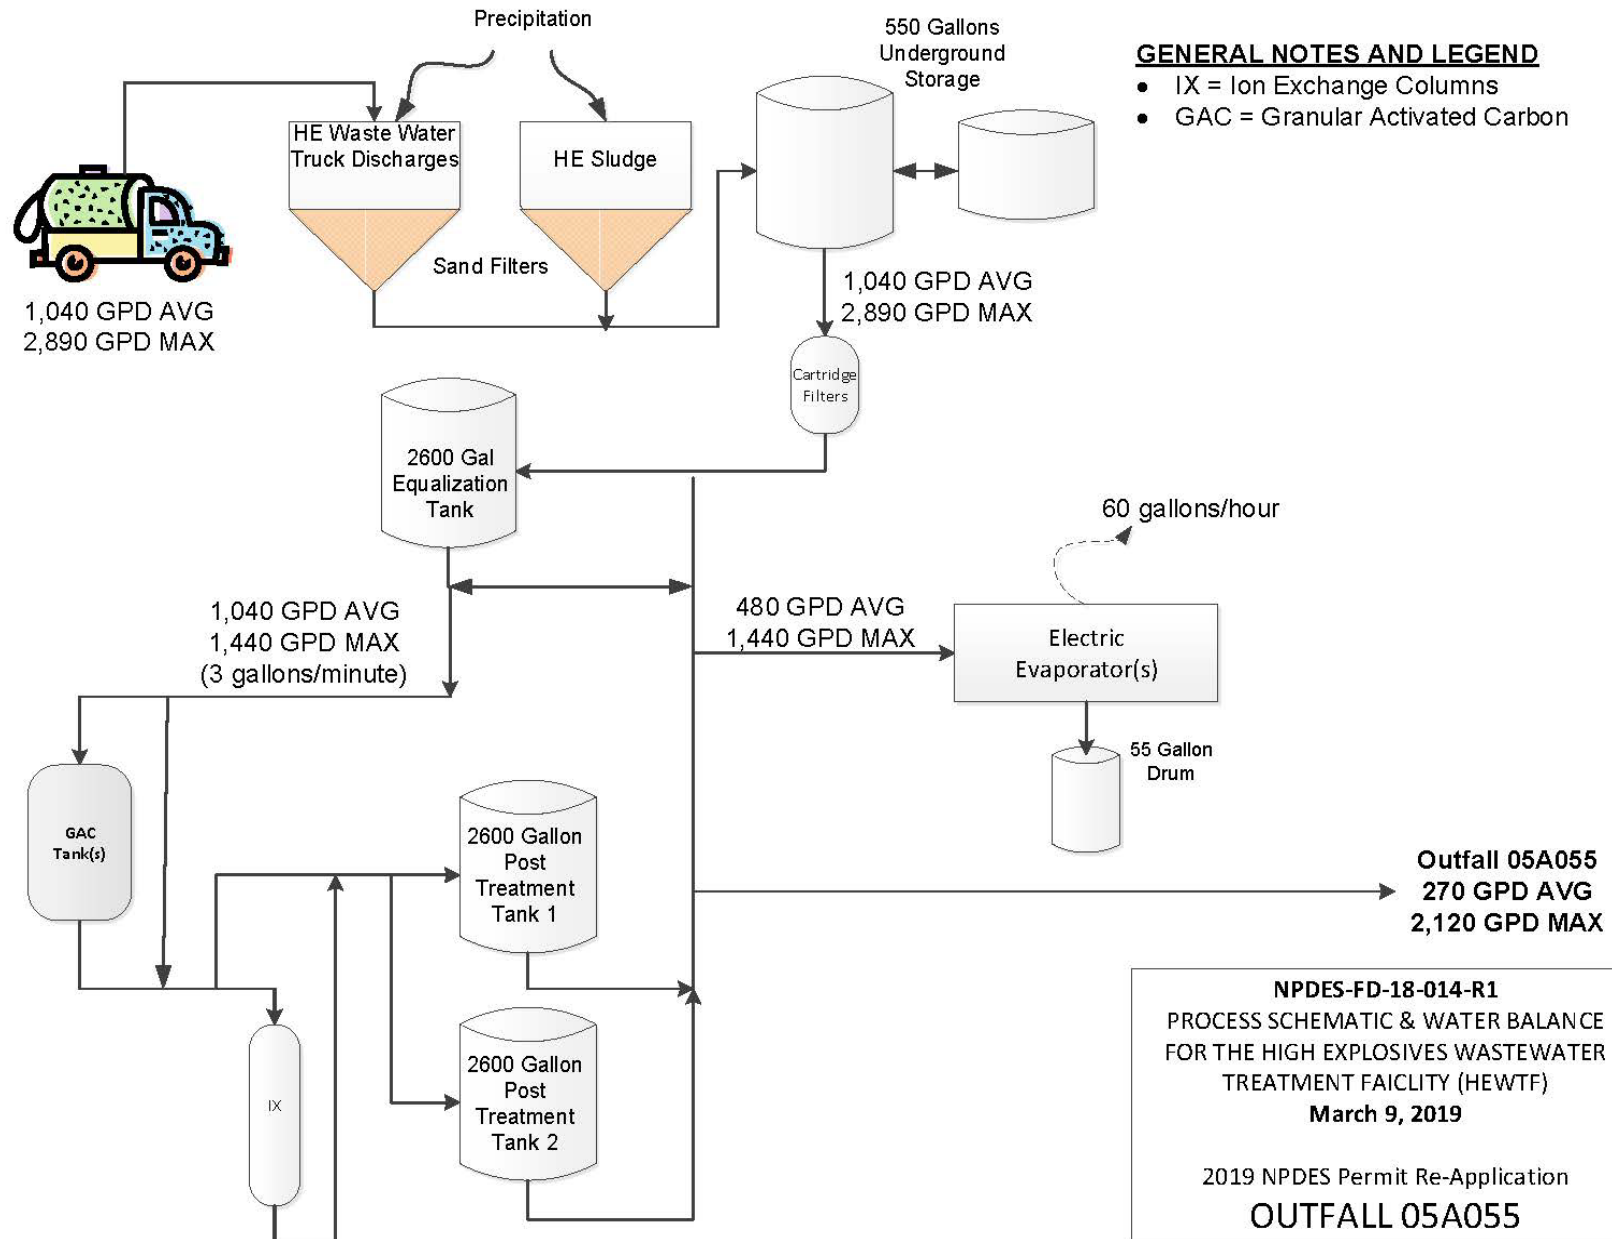 Precipitation
550 Gallons
Underground
Storage
GENERAL NOTES AND LEGEND
• IX = Ion Exchange Columns
• GAC = Granular Activated Carbon
HE Waste Water
Truck Discharges
HE Sludge
Sand Filters
1,040 GPD AVG
2,890 GPD MAX
1,040 GPD AVG
2,890 GPD MAX
Cartridge
Filters
2600 Gal
Equalization
Tank
60 gallons/hour
1,040 GPD AVG
1,440 GPD MAX
(3 gallons/minute)
480 GPD AVG
1,440 GPD MAX
Electric
Evaporator(s)
55 Gallon
Drum
GAC
Tank(s)
2600 Gallon
Post
Treatment
Tank 1
Outfall 05A055
270 GPD AVG
2,120 GPD MAX
2600 Gallon
Post
Treatment
Tank 2
IX
NPDES-FD-18-014-R1
PROCESS SCHEMATIC & WATER BALANCE
FOR THE HIGH EXPLOSIVES WASTEWATER
TREATMENT FAICLITY (HEWTF)
March 9, 2019
2019 NPDES Permit Re-Application
OUTFALL 05A055